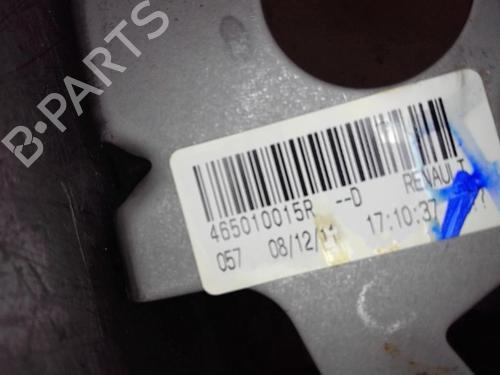 B-PARTS
465010015R --D RENAULT
057 08/12/11 17:10:37